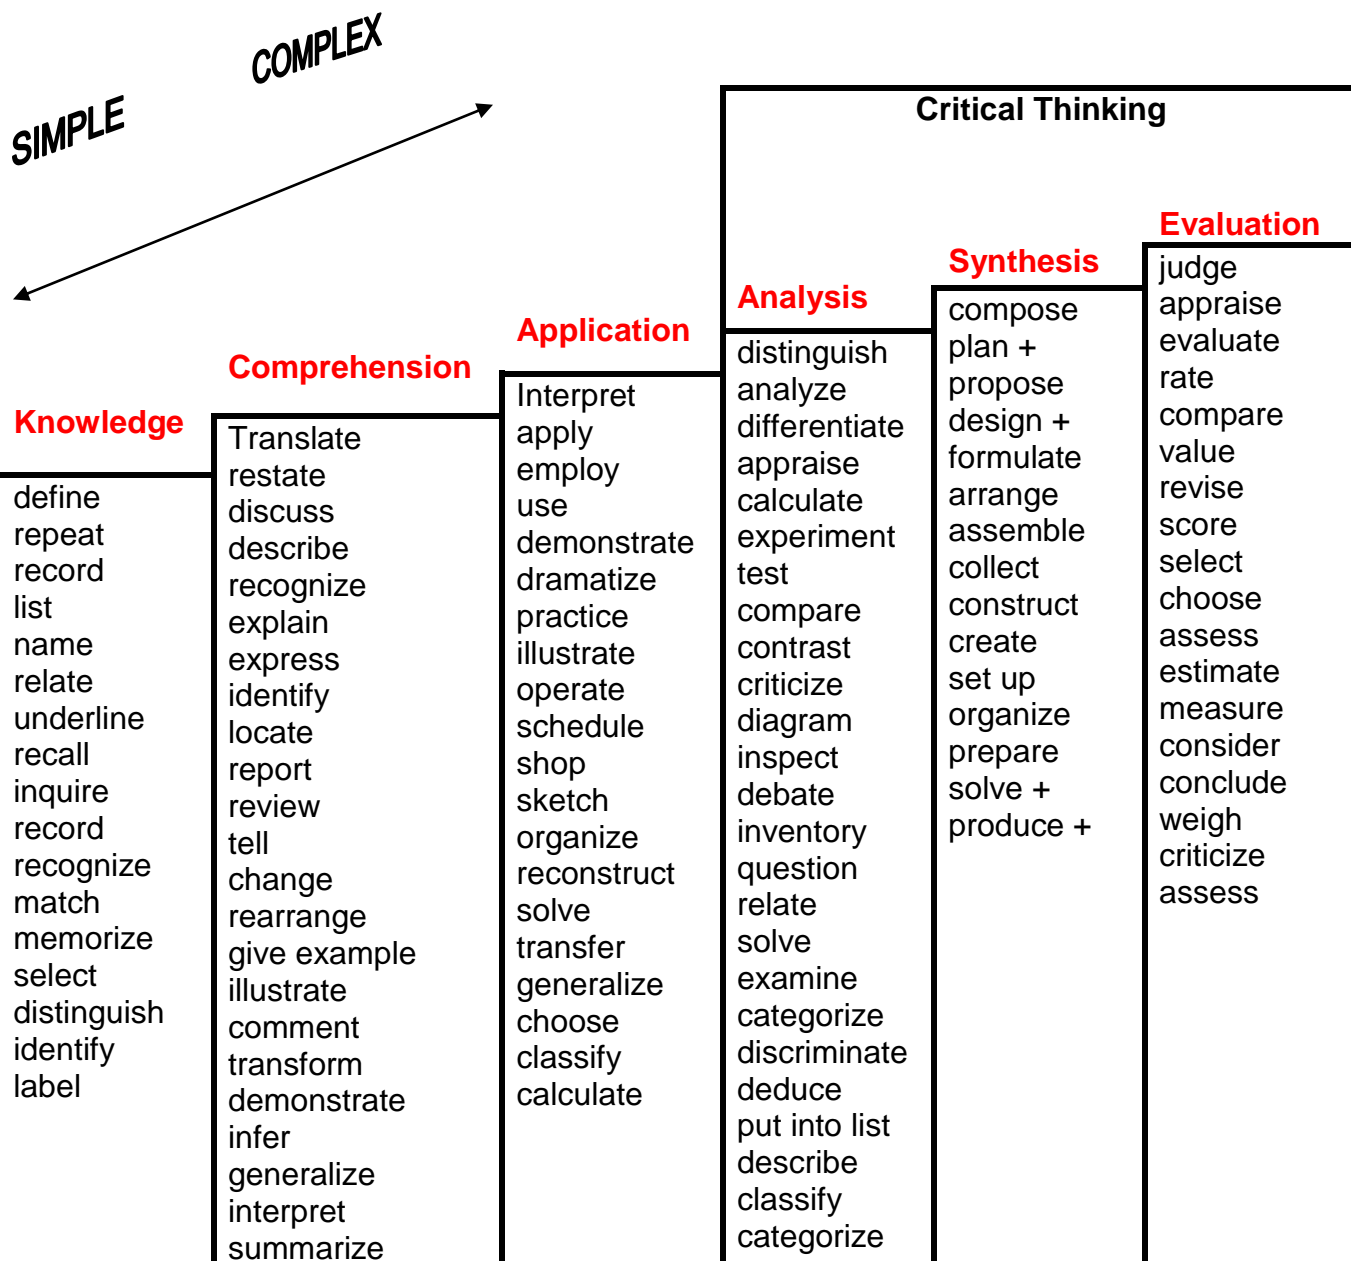 COMPLEX
SIMPLE
Critical Thinking
Knowledge
define
repeat
record
list
name
relate
underline
recall
inquire
record
recognize
match
memorize
select
distinguish
identify
label
Comprehension
Translate
restate
discuss
describe
recognize
explain
express
identify
locate
report
review
tell
change
rearrange
give example
illustrate
comment
transform
demonstrate
infer
generalize
interpret
summarize
Application
Interpret
apply
employ
use
demonstrate
dramatize
practice
illustrate
operate
schedule
shop
sketch
organize
reconstruct
solve
transfer
generalize
choose
classify
calculate
Analysis
distinguish
analyze
differentiate
appraise
calculate
experiment
test
compare
contrast
criticize
diagram
inspect
debate
inventory
question
relate
solve
examine
categorize
discriminate
deduce
put into list
describe
classify
categorize
Synthesis
compose
plan +
propose
design +
formulate
arrange
assemble
collect
construct
create
set up
organize
prepare
solve +
produce +
Evaluation
judge
appraise
evaluate
rate
compare
value
revise
score
select
choose
assess
estimate
measure
consider
conclude
weigh
criticize
assess